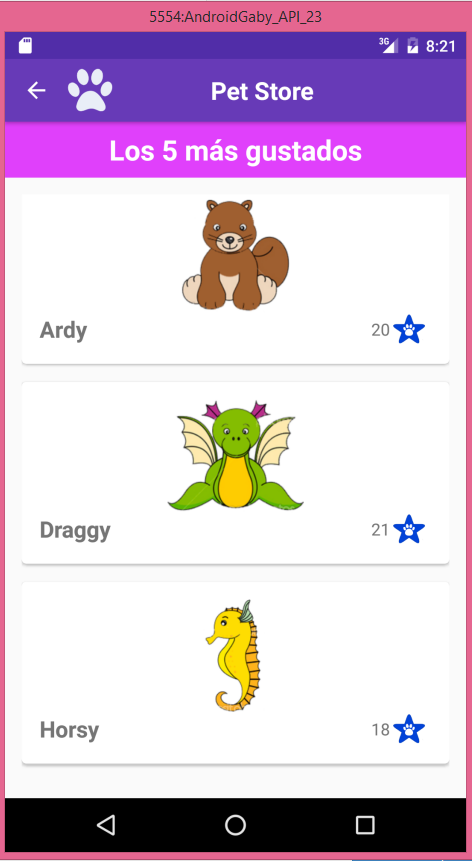 5554:AndroidGaby_API_23
3G 8:21
Pet Store
Los 5 más gustados
Ardy 20
Draggy 21
Horsy 18